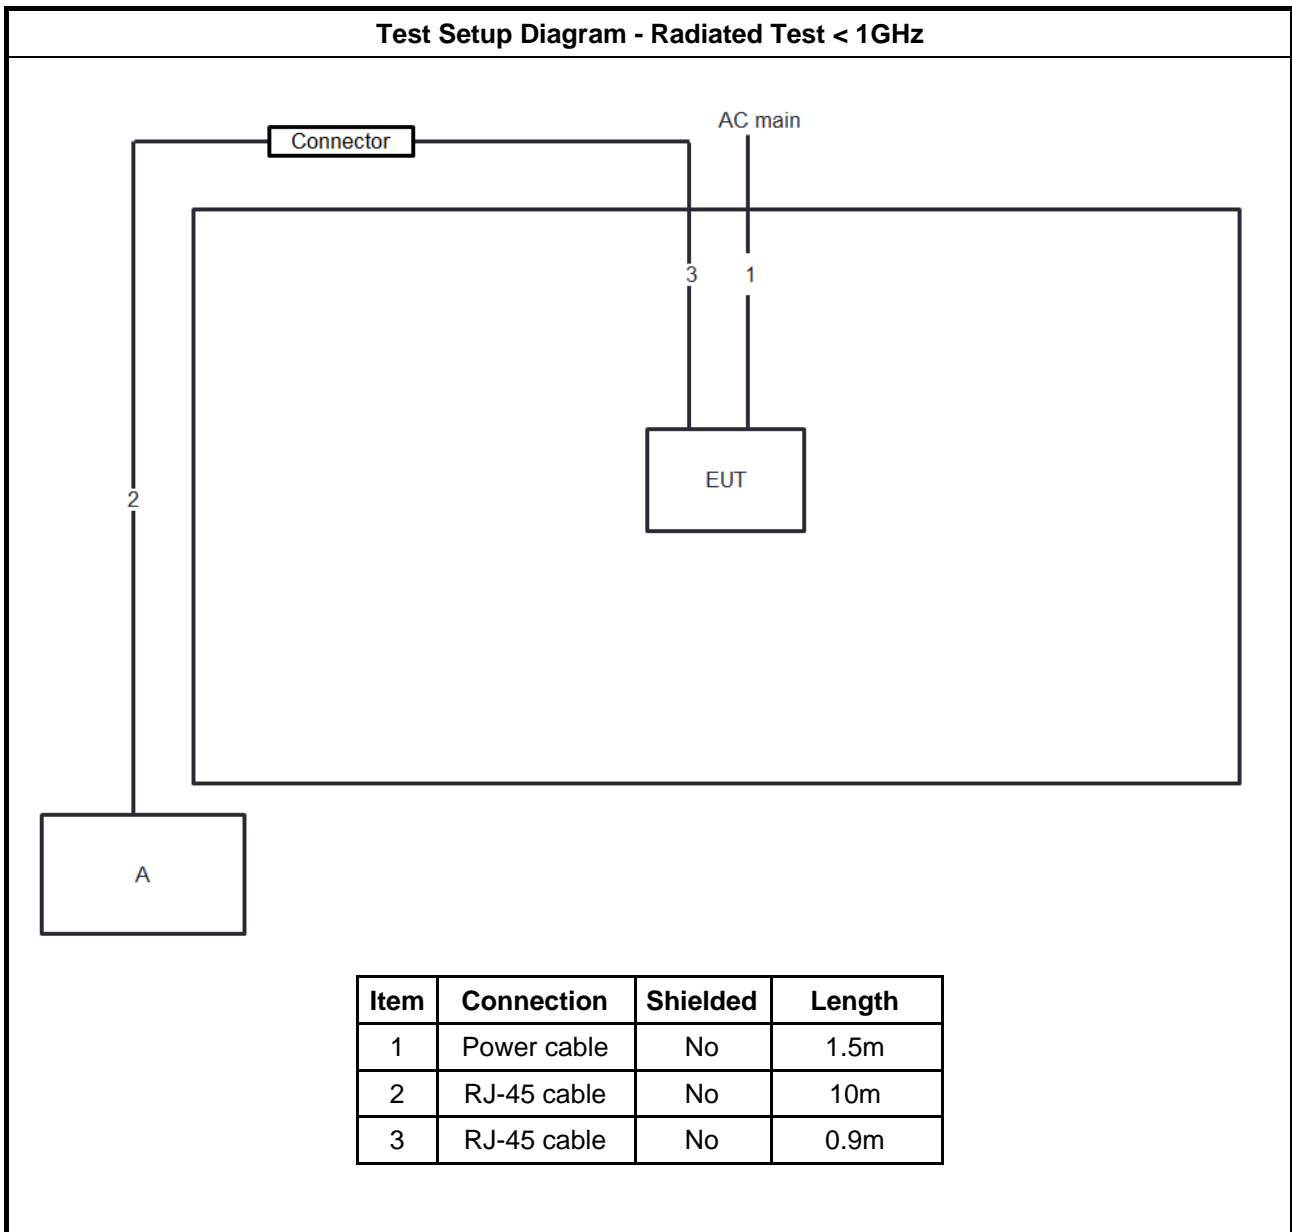 Test Setup Diagram - Radiated Test < 1GHz
AC main
Connector
3
1
EUT
2
A
Item Connection Shielded Length
1 Power cable No 1.5m
2 RJ-45 cable No 10m
3 RJ-45 cable No 0.9m